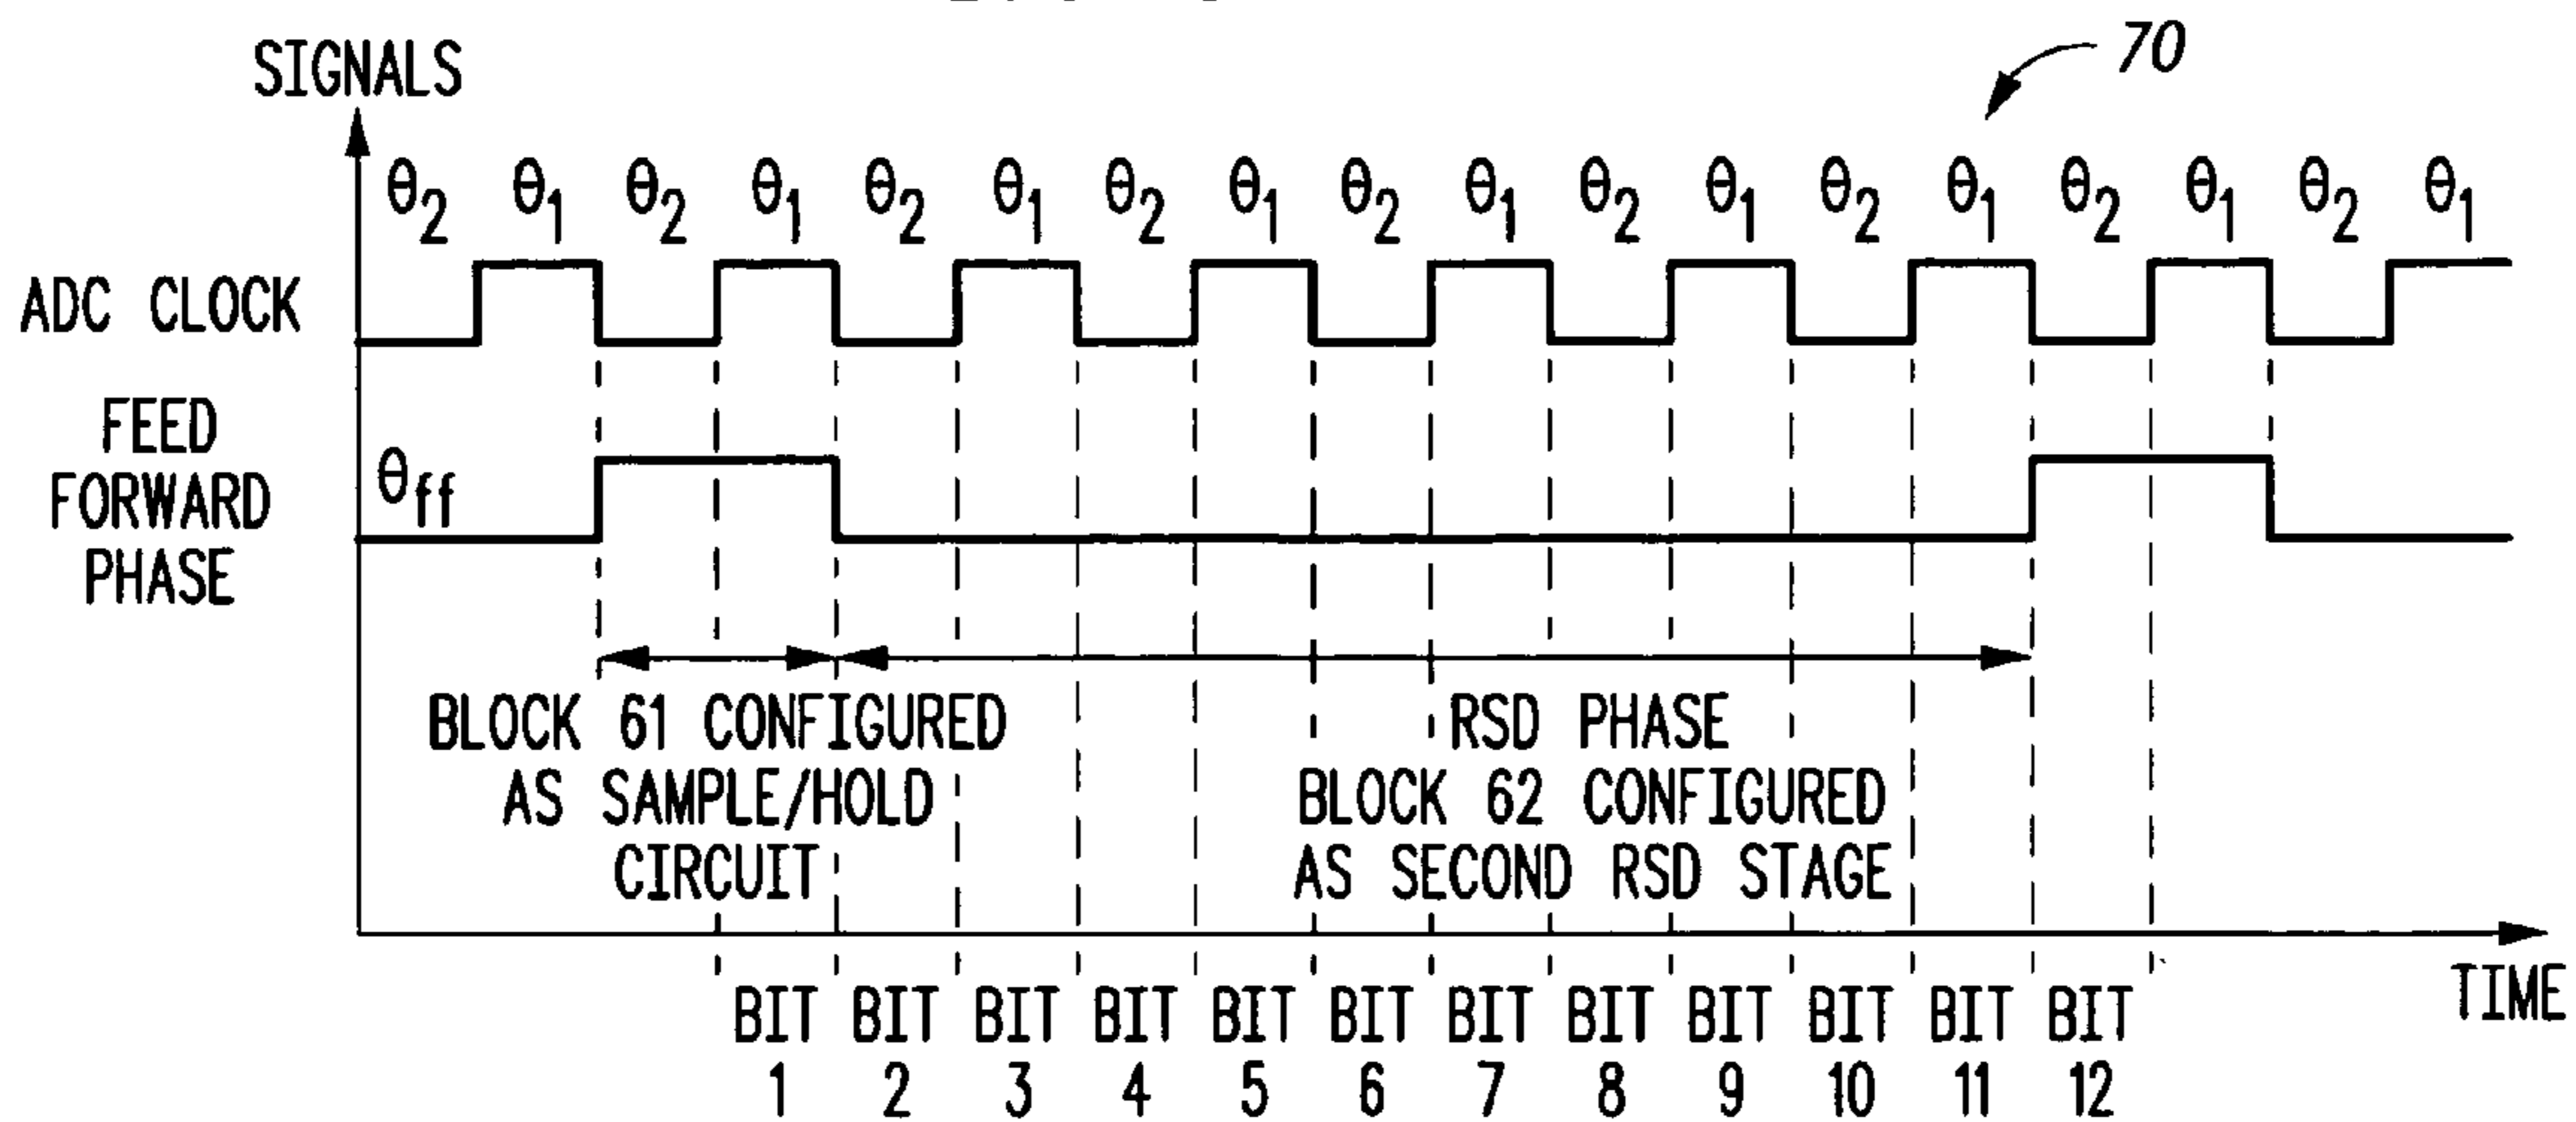 70
SIGNALS
θ2 θ1 θ2 θ1 θ2 θ1 θ2 θ1 θ2 θ1 θ2 θ1 θ2 θ1 θ2 θ1 θ2 θ1
ADC CLOCK
FEED
FORWARD
PHASE
θff
BLOCK 61 CONFIGURED
AS SAMPLE/HOLD
CIRCUIT
RSD PHASE
BLOCK 62 CONFIGURED
AS SECOND RSD STAGE
TIME
BIT BIT BIT BIT BIT BIT BIT BIT BIT BIT BIT BIT
1 2 3 4 5 6 7 8 9 10 11 12